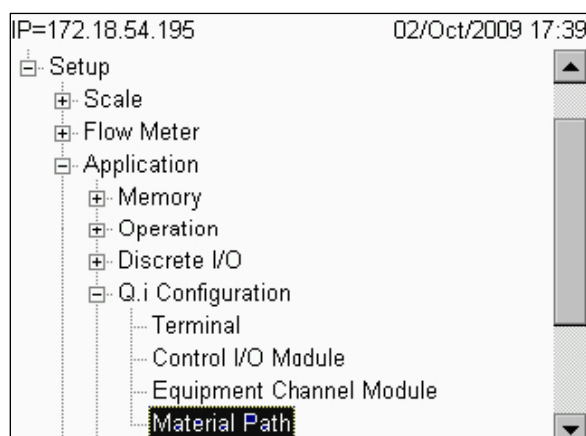 IP=172.18.54.195 02/Oct/2009 17:39
Setup
Scale
Flow Meter
Application
Memory
Operation
Discrete I/O
Q.i Configuration
Terminal
Control I/O Module
Equipment Channel Module
Material Path